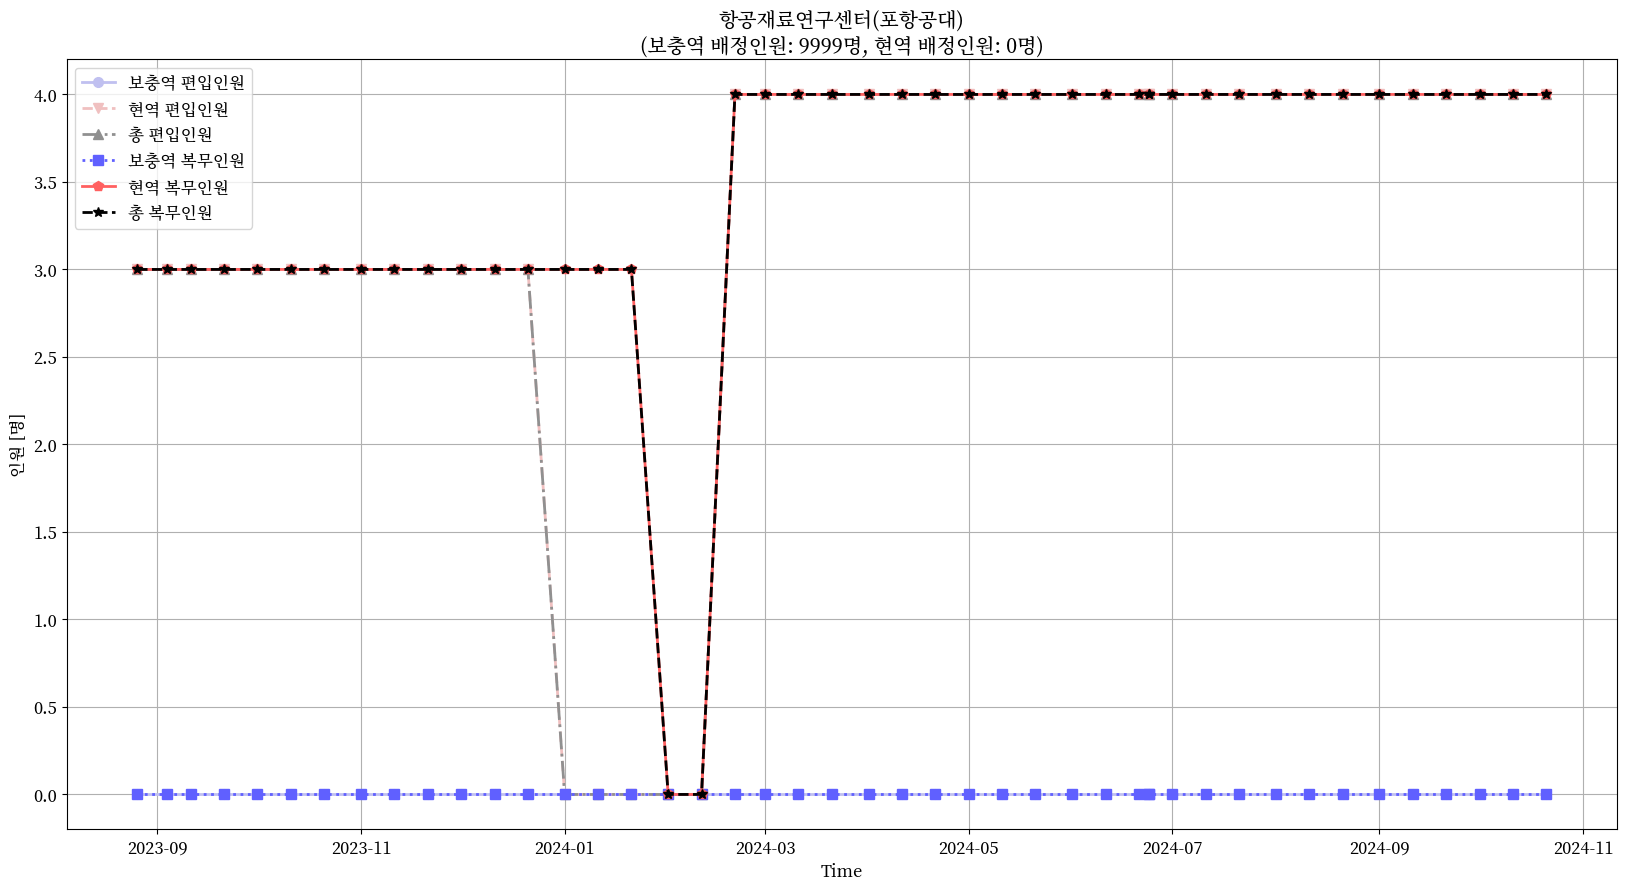 항공재료연구센터(포항공대)
(보충역 배정인원: 9999명, 현역 배정인원: 0명)
보충역 편입인원
현역 편입인원
총 편입인원
보충역 복무인원
현역 복무인원
총 복무인원
4.0
3.5
3.0
2.5
2.0
1.5
1.0
0.5
0.0
인원 [명]
2023-09 2023-11 2024-01 2024-03 2024-05 2024-07 2024-09 2024-11
Time